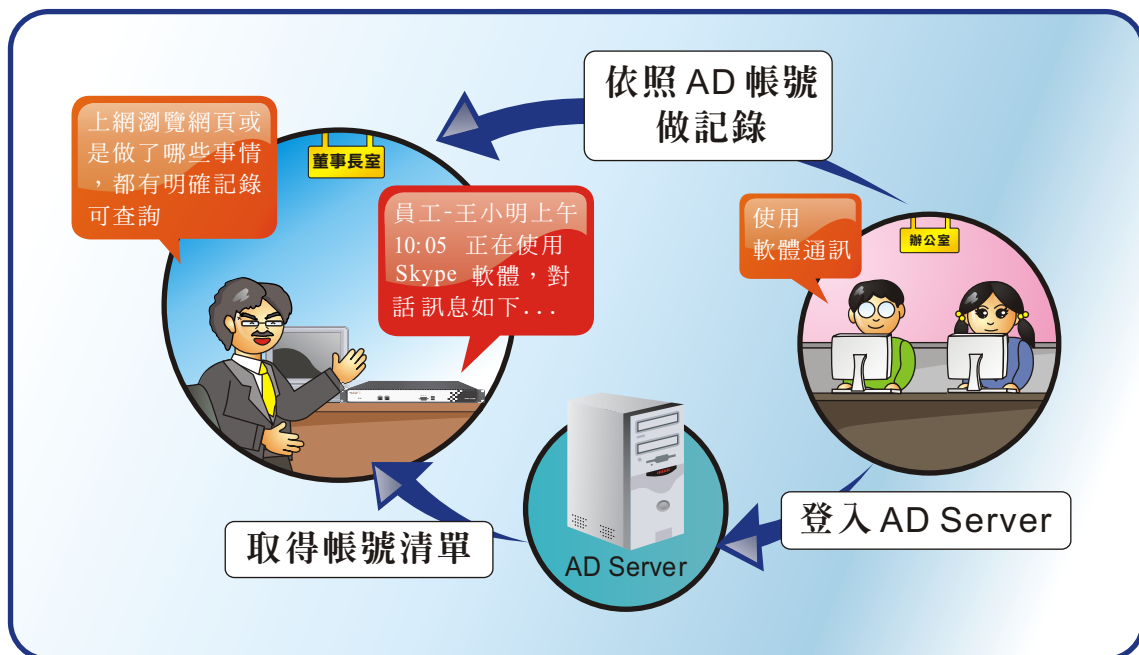 依照 AD 帳號
做記錄
上網瀏覽網頁或
是做了哪些事情
，都有明確記錄
可查詢
董事長室
員工-王小明上午
10:05 正在使用
Skype 軟體，對
話訊息如下...
使用
軟體通訊
辦公室
登入 AD Server
取得帳號清單
AD Server